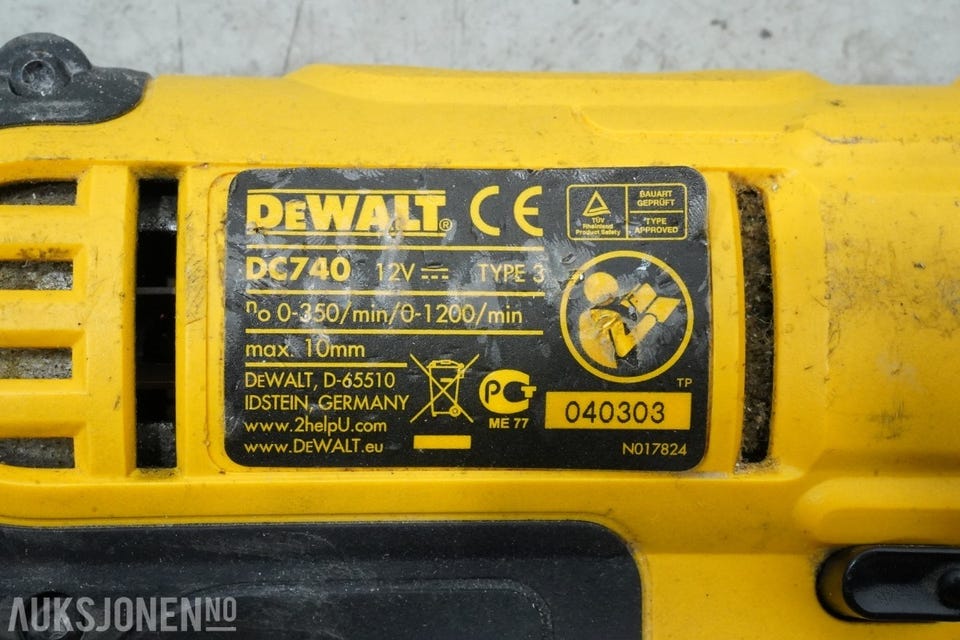 DEWALT®
CE
TÜV
Rheinland
Product Safety
BAUART
GEPRÜFT
TYPE
APPROVED
DC740 12V TYPE 3
n₀ 0-350/min/0-1200/min
max. 10mm
DEWALT, D-65510
IDSTEIN, GERMANY
www.2helpU.com
www.DEWALT.eu
РСТ
ME 77
TP
040303
N017824
AUKSJONEN.NO